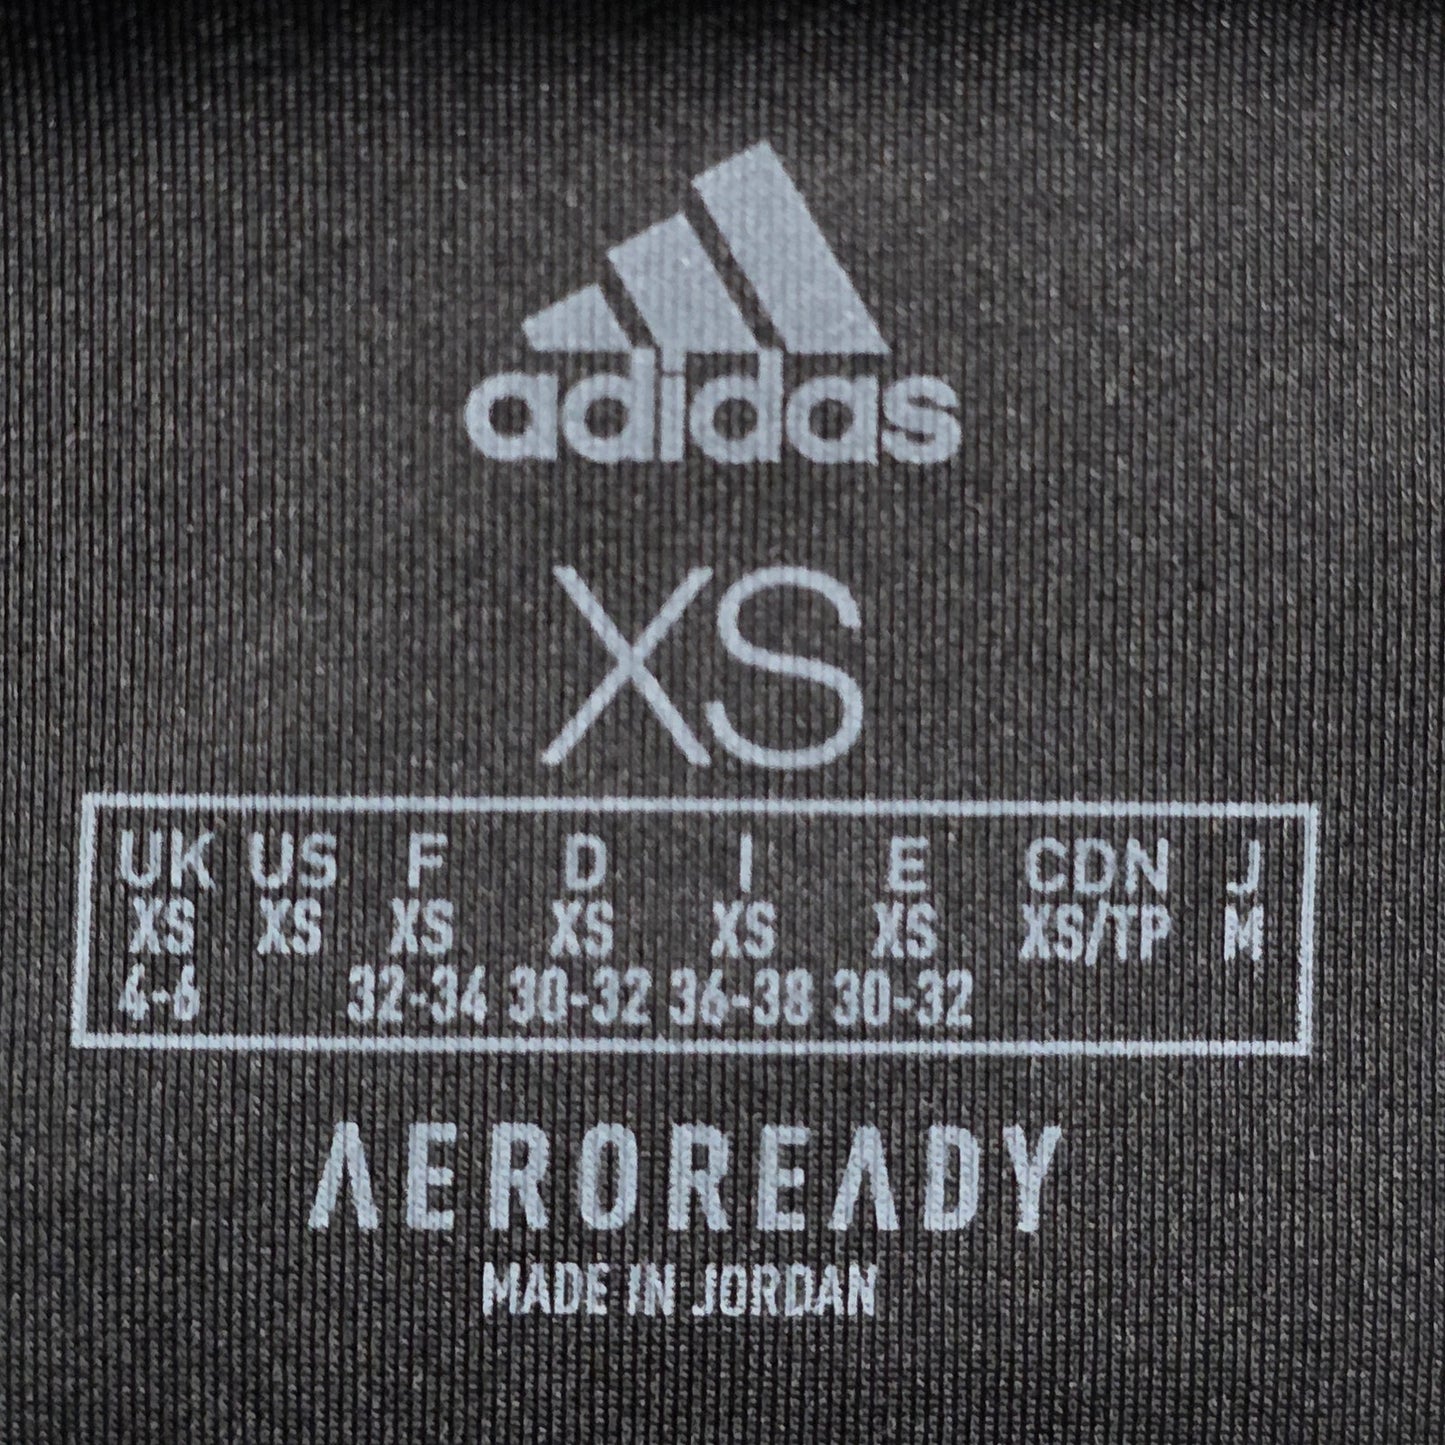 adidas
XS
UK US F D I E CDN J
XS XS XS XS XS XS XS/TP M
4-6 32-34 30-32 36-38 30-32
AEROREADY
MADE IN JORDAN